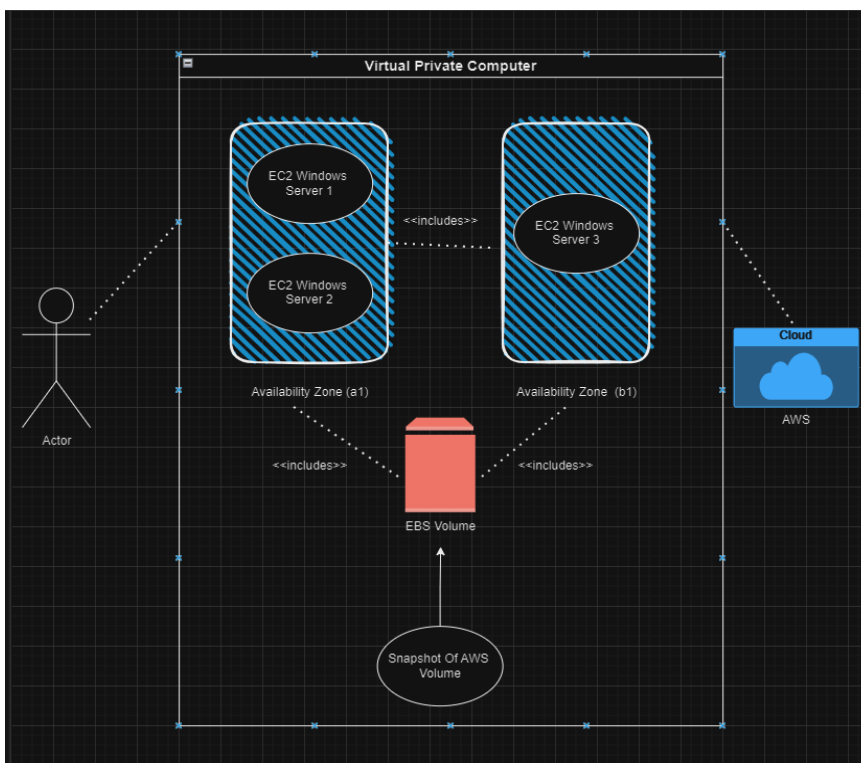 Virtual Private Computer
EC2 Windows
Server 1
<<includes>>
EC2 Windows
Server 3
EC2 Windows
Server 2
Cloud
AWS
Availability Zone (a1)
Availability Zone (b1)
Actor
<<includes>>
<<includes>>
EBS Volume
Snapshot Of AWS
Volume